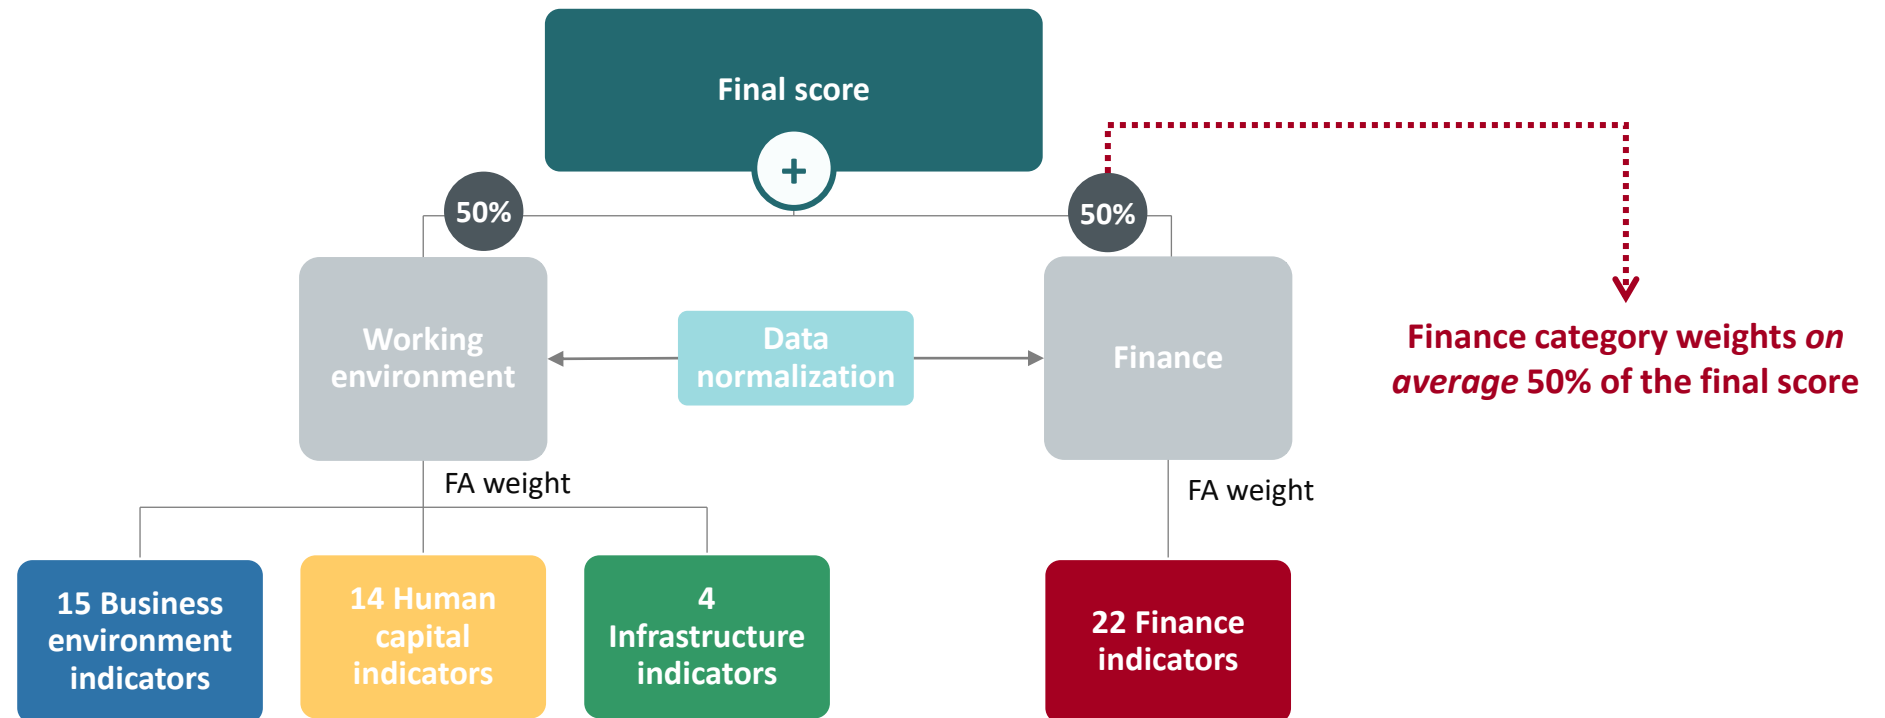 Final score
+
50%
50%
Working
environment
Data
normalization
Finance
Finance category weights on
average 50% of the final score
FA weight
FA weight
15 Business
environment
indicators
14 Human
capital
indicators
4
Infrastructure
indicators
22 Finance
indicators